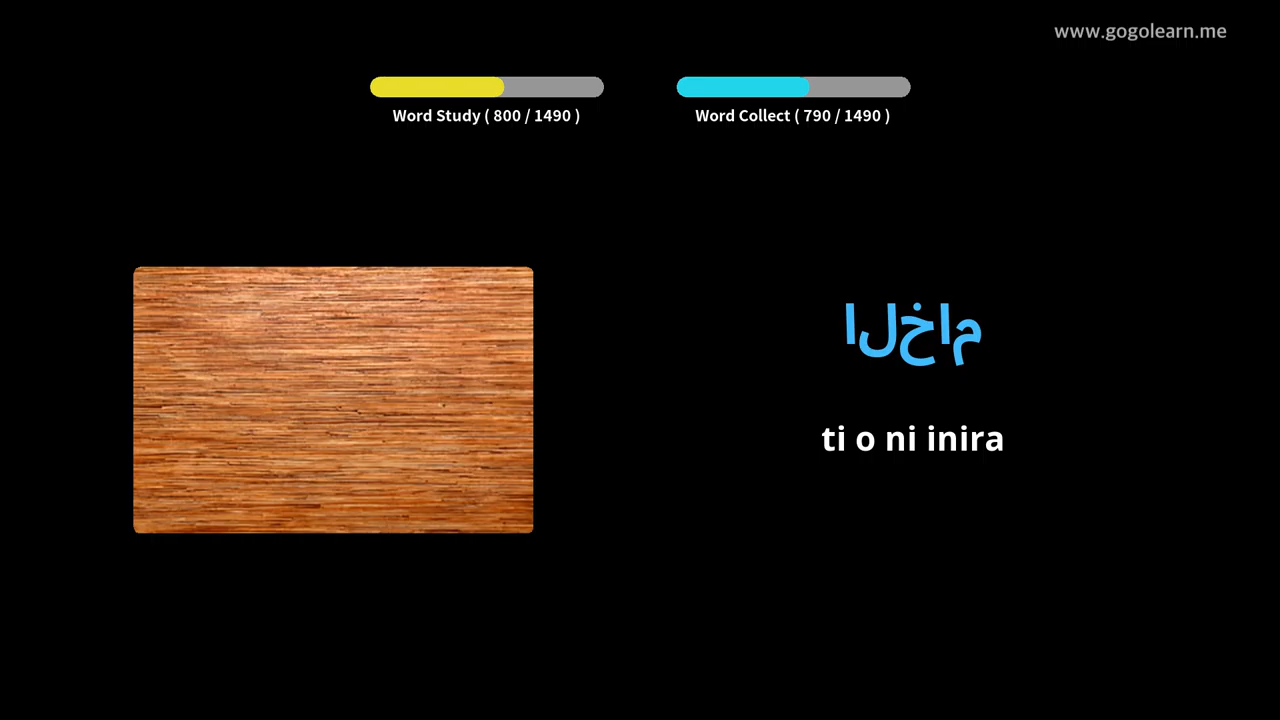 www.gogolearn.me
Word Study ( 800 / 1490 )
Word Collect ( 790 / 1490 )
الخام
ti o ni inira